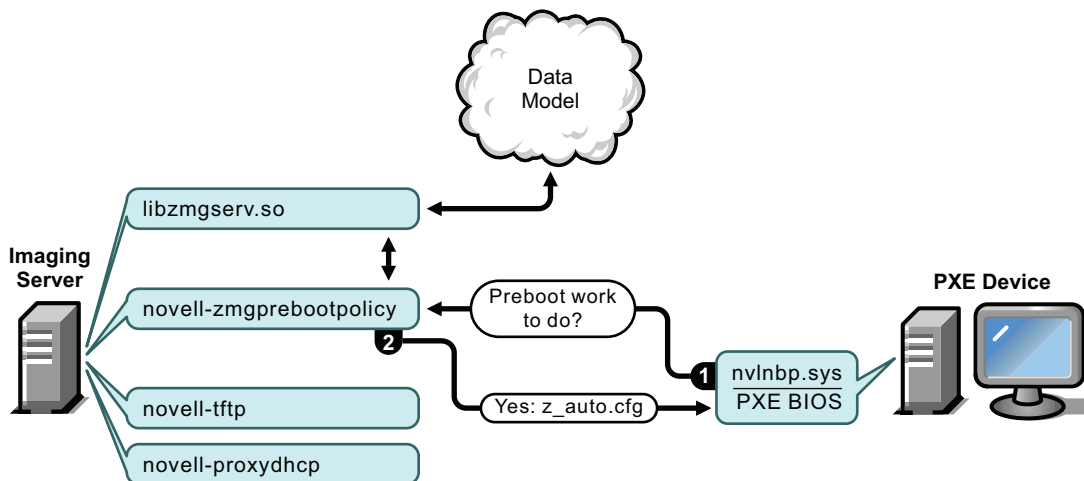 Data
Model
libzmgserv.so
Imaging
Server
PXE Device
novell-zmgprebootpolicy
Preboot work
to do?
2
1
nvlnbp.sys
PXE BIOS
novell-tftp
Yes: z_auto.cfg
novell-proxydhcp